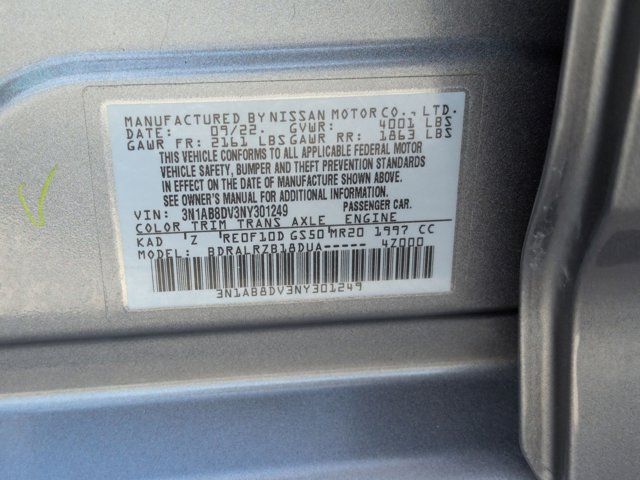 MANUFACTURED BY NISSAN MOTOR CO., LTD.
DATE: 09/22. GVWR: 4001 LBS
GAWR FR: 2161 LBS GAWR RR: 1863 LBS
THIS VEHICLE CONFORMS TO ALL APPLICABLE FEDERAL MOTOR
VEHICLE SAFETY, BUMPER AND THEFT PREVENTION STANDARDS
IN EFFECT ON THE DATE OF MANUFACTURE SHOWN ABOVE.
SEE OWNER'S MANUAL FOR ADDITIONAL INFORMATION.
VIN: 3N1AB8DV3NY301249 PASSENGER CAR.
COLOR TRIM TRANS AXLE ENGINE
KAD Z RE0F10D GS50 MR20 1997 CC
MODEL: BDRALRZB18DUA----- 4Z000
3N1AB8DV3NY301249